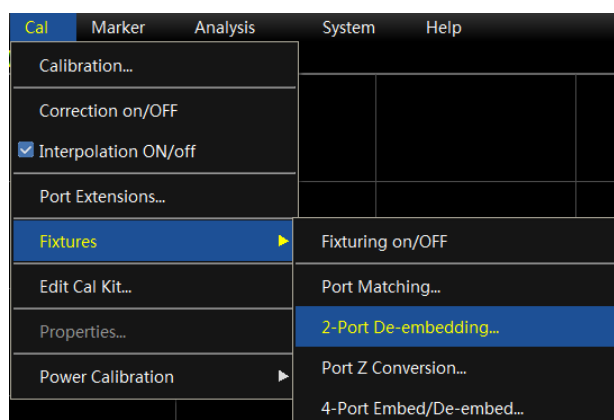 Cal Marker Analysis System Help
Calibration...
Correction on/OFF
Interpolation ON/off
Port Extensions...
Fixtures
Edit Cal Kit...
Properties...
Power Calibration
Fixturing on/OFF
Port Matching...
2-Port De-embedding...
Port Z Conversion...
4-Port Embed/De-embed...